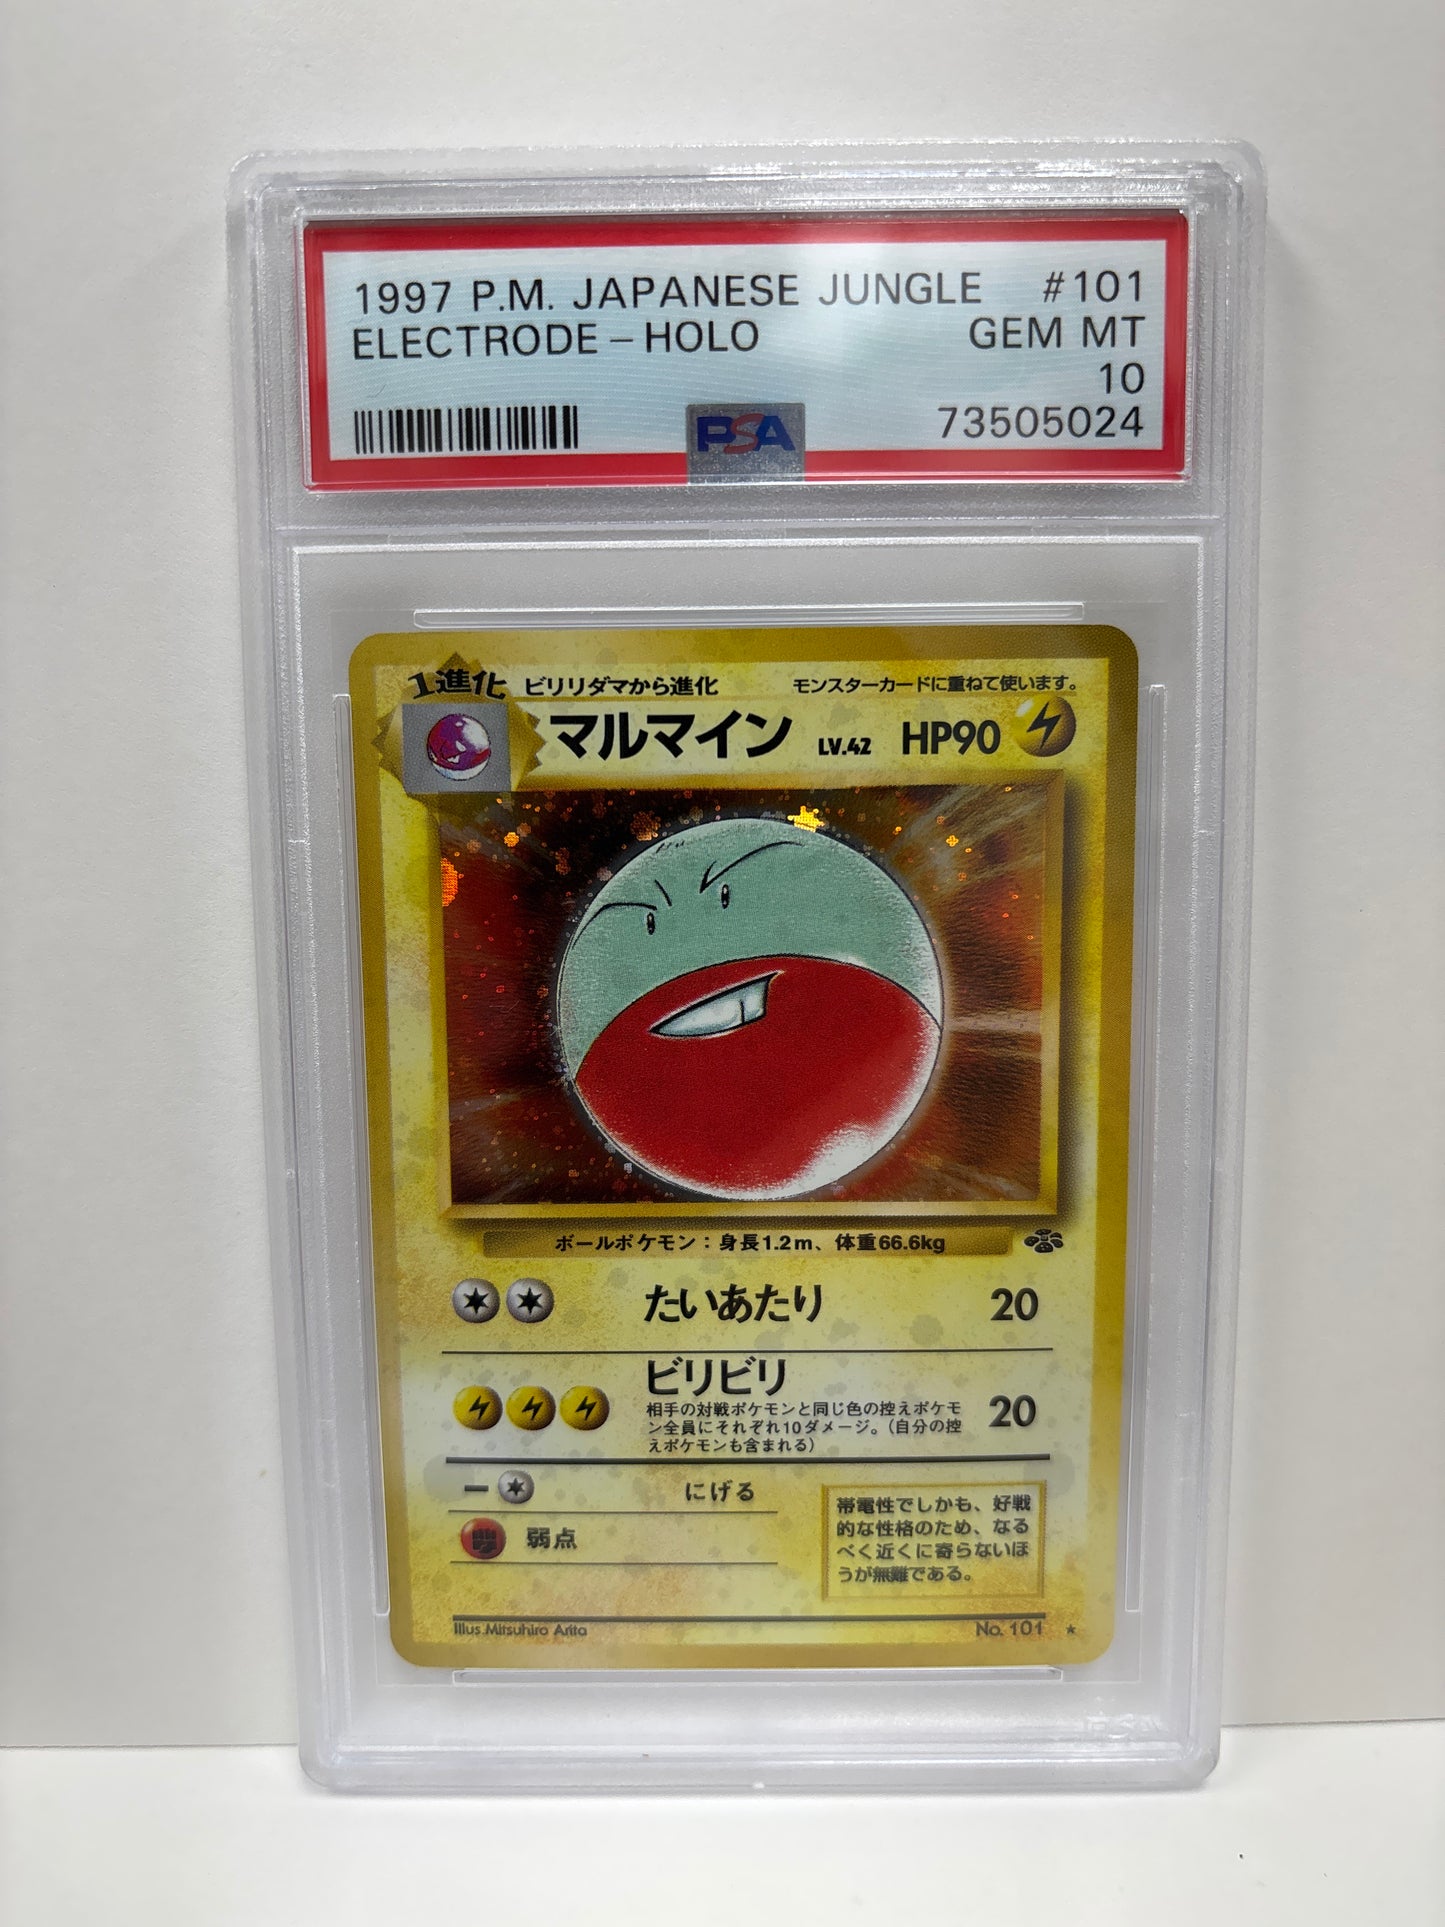 1997 P.M. JAPANESE JUNGLE #101
ELECTRODE - HOLO GEM MT
10
PSA 73505024
1進化 ビリリダマから進化 モンスターカードに重ねて使います。
マルマイン LV.42 HP90
ボールポケモン：身長1.2m、体重66.6kg
たいあたり 20
ビリビリ
相手の対戦ポケモンと同じ色の控えポケモ
ン全員にそれぞれ10ダメージ。(自分の控
えポケモンも含まれる)
20
にげる
弱点
帯電性でしかも、好戦
的な性格のため、なる
べく近くに寄らないほ
うが無難である。
Illus.Mitsuhiro Arita No.101 ★
PSA